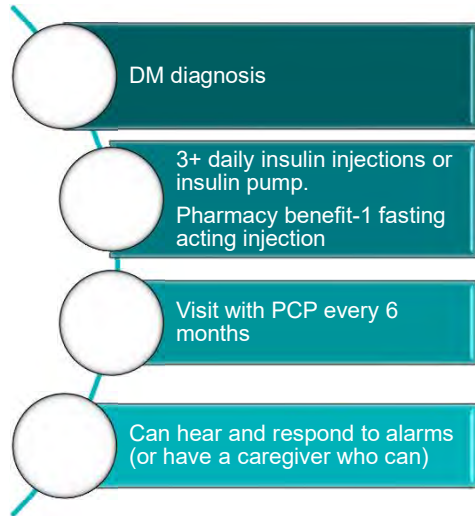 DM diagnosis
3+ daily insulin injections or
insulin pump.
Pharmacy benefit-1 fasting
acting injection
Visit with PCP every 6
months
Can hear and respond to alarms
(or have a caregiver who can)